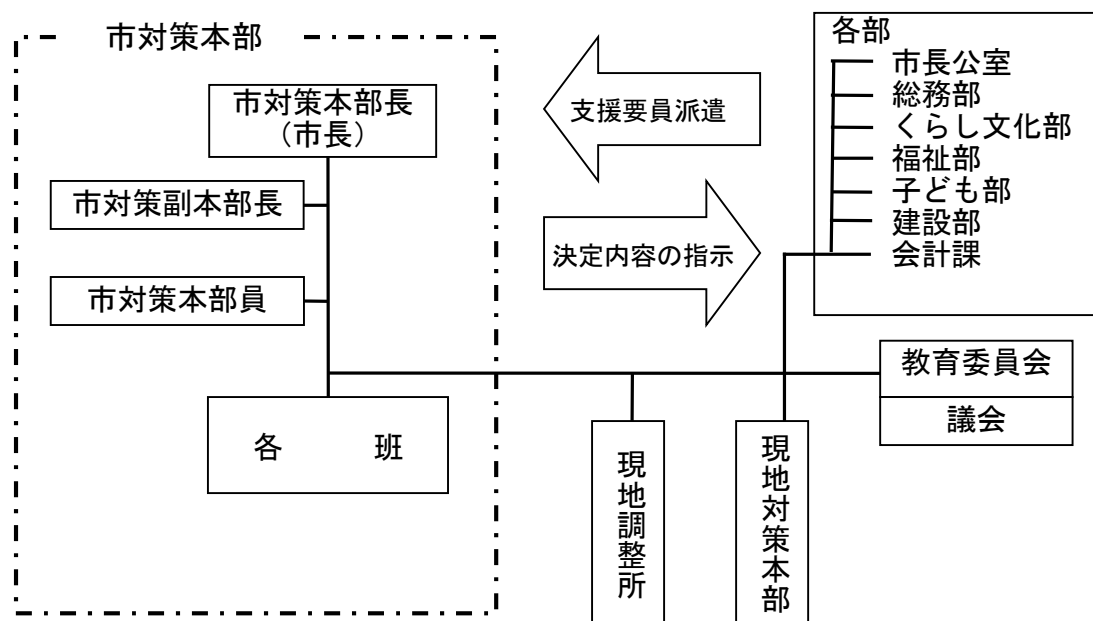 市対策本部
市対策本部長
(市長)
市対策副本部長
市対策本部員
各　　班
支援要員派遣
決定内容の指示
各部
市長公室
総務部
くらし文化部
福祉部
子ども部
建設部
会計課
教育委員会
議会
現地調整所
現地対策本部